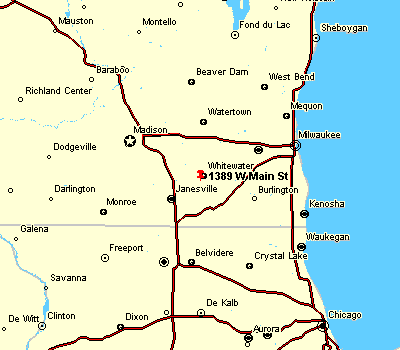 Mauston
Montello
Fond du Lac
Sheboygan
Baraboo
Beaver Dam
West Bend
Richland Center
Watertown
Mequon
Madison
Milwaukee
Dodgeville
Whitewater
1389 W Main St
Darlington
Janesville
Burlington
Monroe
Kenosha
Galena
Waukegan
Freeport
Belvidere
Crystal Lake
Savanna
De Witt
Clinton
Dixon
De Kalb
Chicago
Aurora